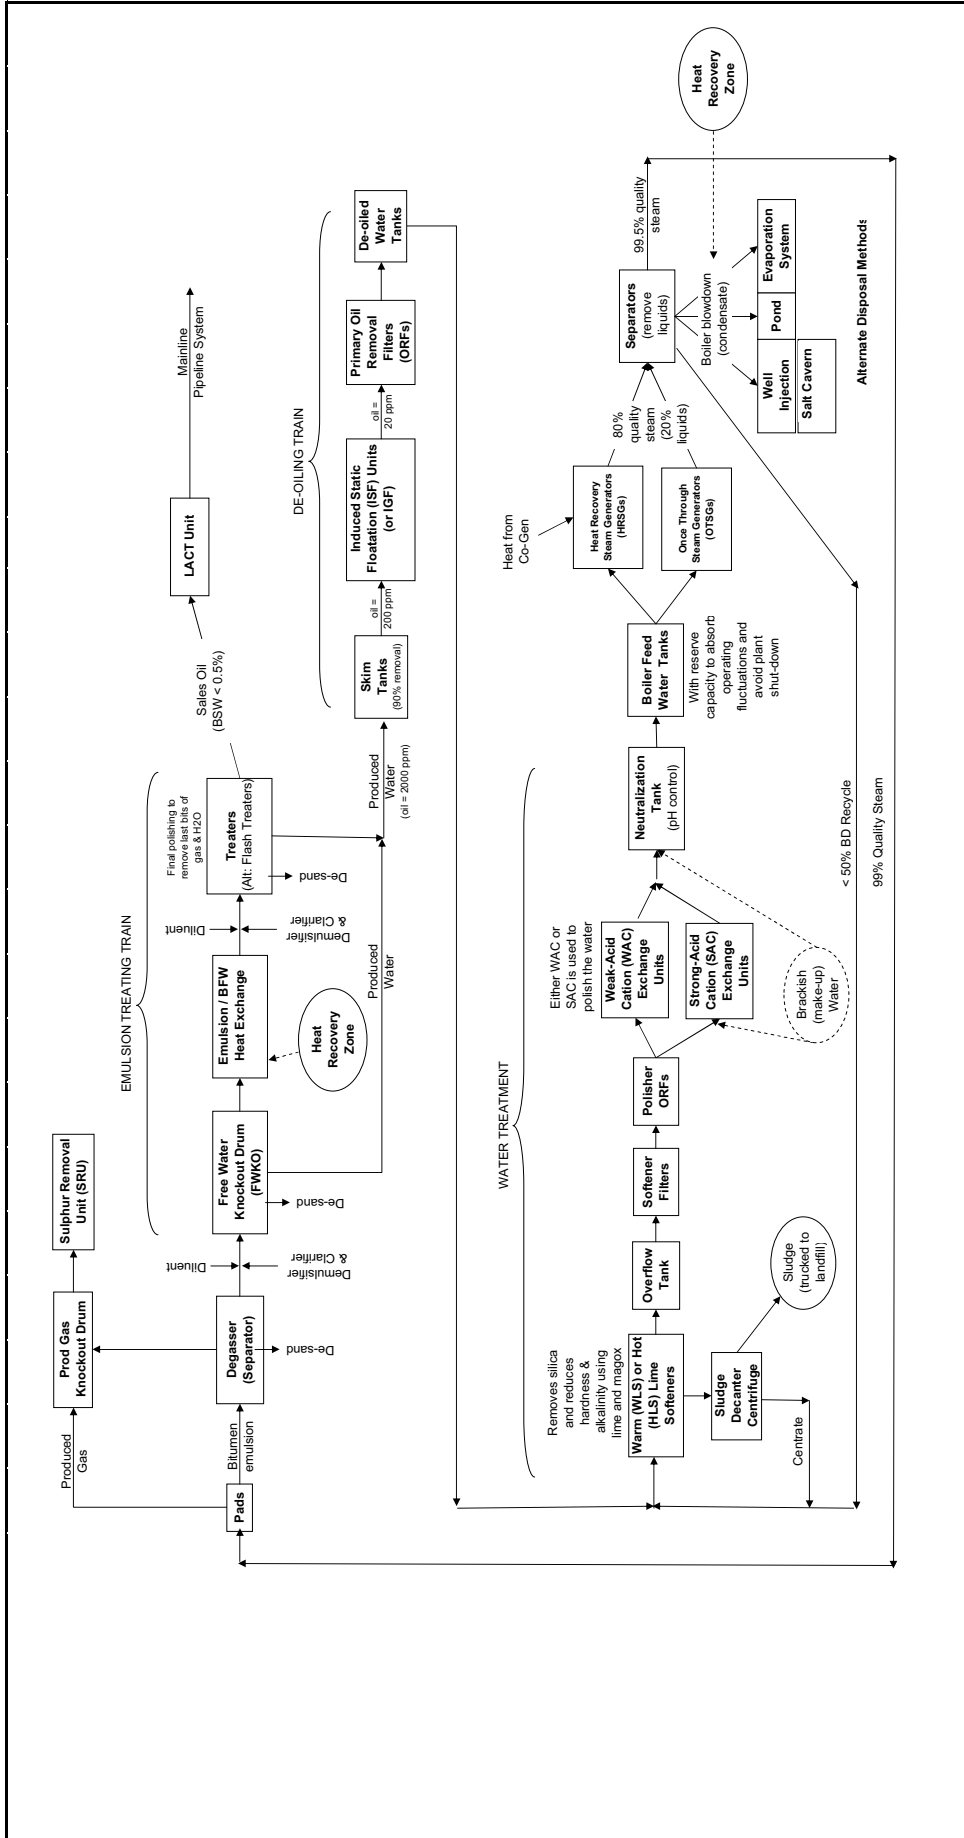 Prod Gas
Knockout Drum
Sulphur Removal
Unit (SRU)
Produced
Gas
EMULSION TREATING TRAIN
Pads
Bitumen
emulsion
Degasser
(Separator)
De-sand
Diluent
Demulsifier
& Clarifier
Free Water
Knockout Drum
(FWKO)
De-sand
Emulsion / BFW
Heat Exchange
Heat
Recovery
Zone
Diluent
Demulsifier
& Clarifier
Final polishing to
remove last bits of
gas & H2O
Treaters
(Alt: Flash Treaters)
De-sand
Sales Oil
(BSW < 0.5%)
LACT Unit
Mainline
Pipeline System
Produced
Water
Produced
Water
(oil = 2000 ppm)
DE-OILING TRAIN
Skim
Tanks
(90% removal)
oil =
200 ppm
Induced Static
Floatation (ISF) Units
(or IGF)
oil =
20 ppm
Primary Oil
Removal
Filters
(ORFs)
De-oiled
Water
Tanks
WATER TREATMENT
Removes silica
and reduces
hardness &
alkalinity using
lime and magox
Warm (WLS) or Hot
(HLS) Lime
Softeners
Overflow
Tank
Softener
Filters
Polisher
ORFs
Either WAC or
SAC is used to
polish the water
Weak-Acid
Cation (WAC)
Exchange
Units
Strong-Acid
Cation (SAC)
Exchange
Units
Brackish
(make-up)
Water
Neutralization
Tank
(pH control)
Boiler Feed
Water Tanks
With reserve
capacity to absorb
operating
fluctuations and
avoid plant
shut-down
Heat from
Co-Gen
Heat Recovery
Steam Generators
(HRSGs)
Once Through
Steam Generators
(OTSGs)
80%
quality
steam
(20%
liquids)
Separators
(remove
liquids)
99.5% quality
steam
Heat
Recovery
Zone
Boiler blowdown
(condensate)
Well
Injection
Salt Cavern
Pond
Evaporation
System
Alternate Disposal Methods
Sludge
Decanter
Centrifuge
Sludge
(trucked to
landfill)
Centrate
< 50% BD Recycle
99% Quality Steam